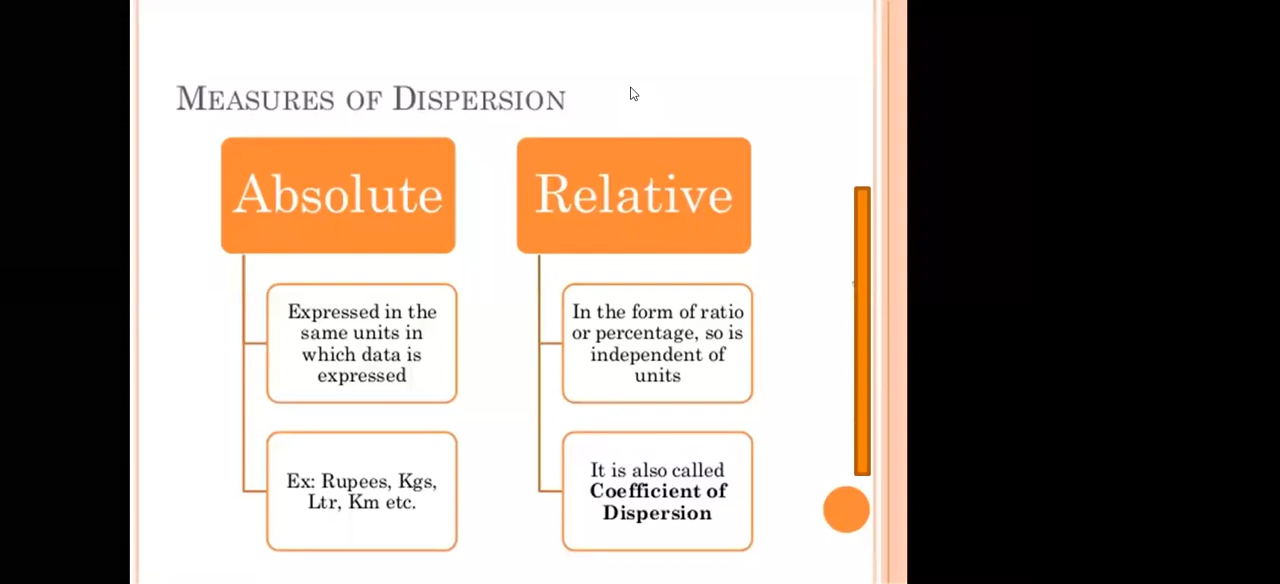 MEASURES OF DISPERSION
Absolute
Expressed in the
same units in
which data is
expressed
Ex: Rupees, Kgs,
Ltr, Km etc.
Relative
In the form of ratio
or percentage, so is
independent of
units
It is also called
Coefficient of
Dispersion